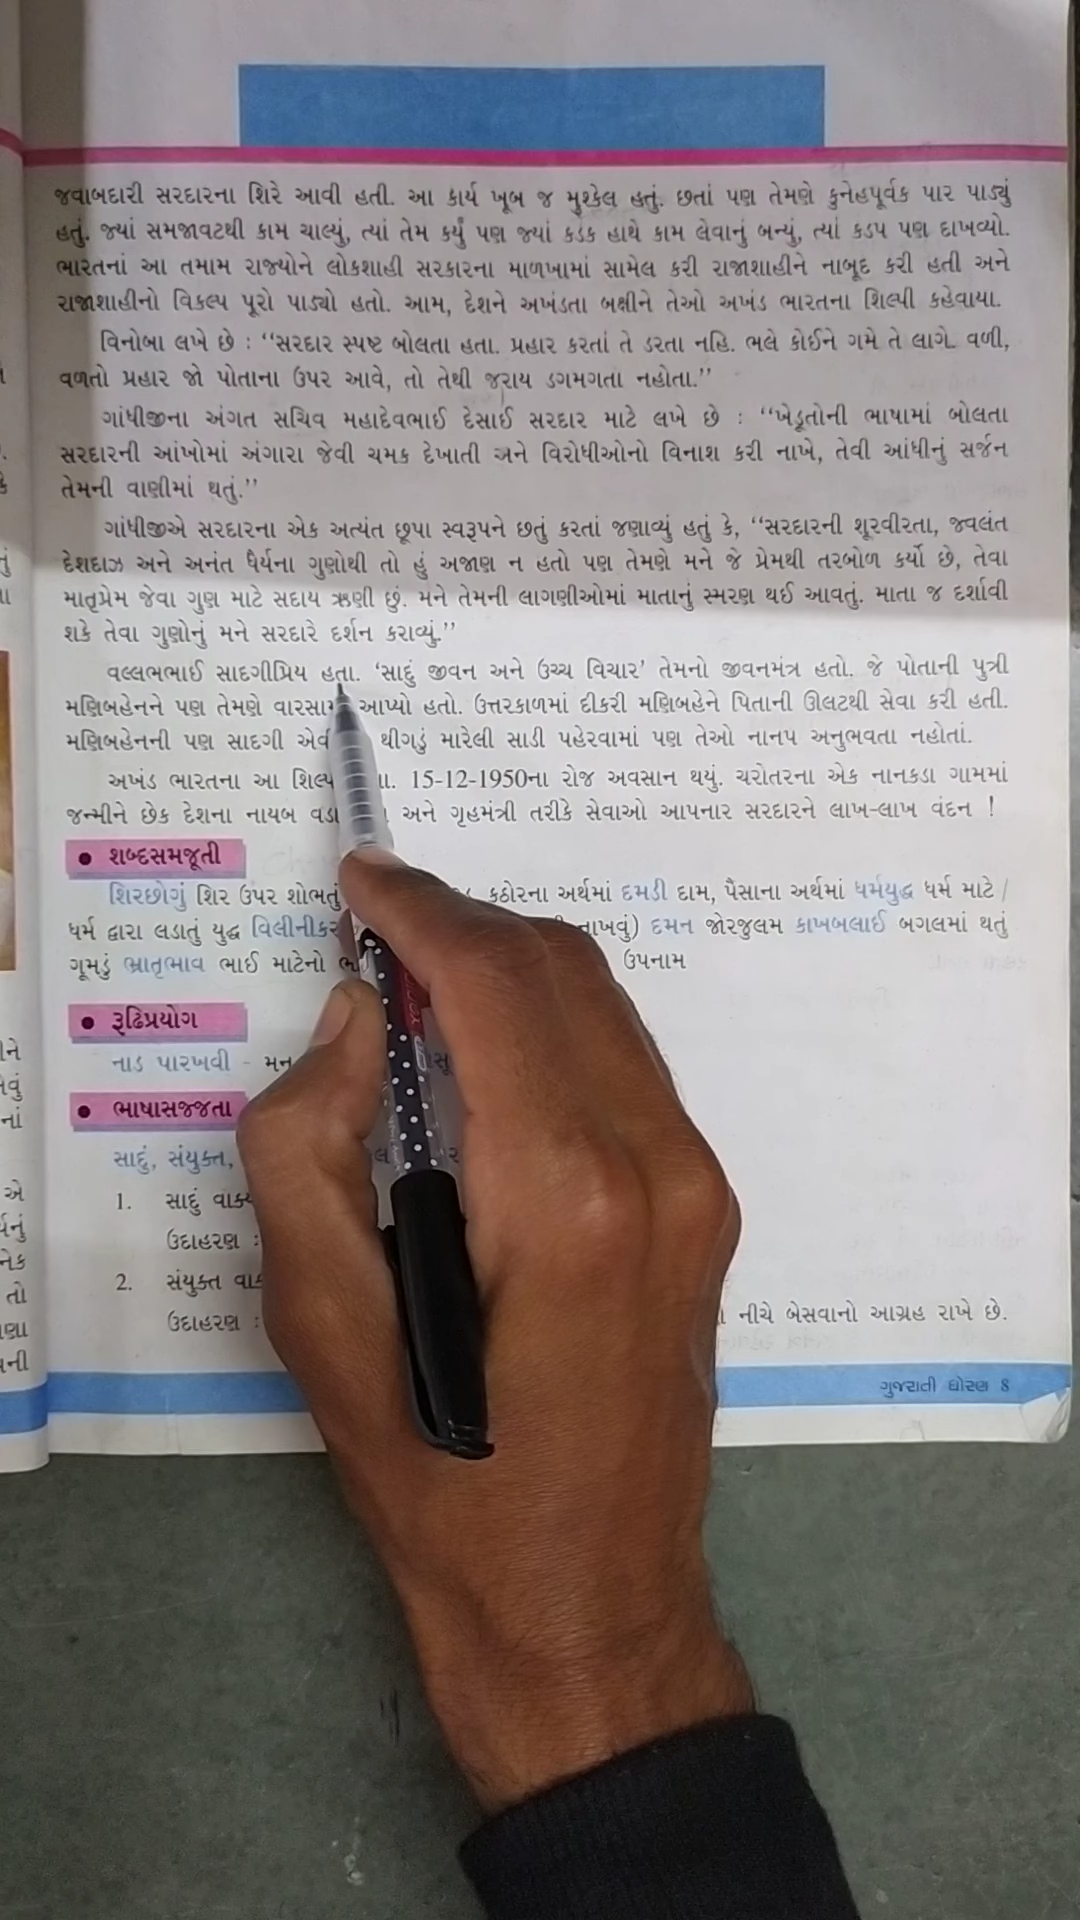 જવાબદારી સરદારના શિરે આવી હતી. આ કાર્ય ખૂબ જ મુશ્કેલ હતું. છતાં પણ તેમણે કુનેહપૂર્વક પાર પાડ્યું
હતું. જ્યાં સમજાવટથી કામ ચાલ્યું, ત્યાં તેમ કર્યું પણ જ્યાં કડક હાથે કામ લેવાનું બન્યું, ત્યાં કડપ પણ દાખવ્યો.
ભારતનાં આ તમામ રાજ્યોને લોકશાહી સરકારના માળખામાં સામેલ કરી રાજાશાહીને નાબૂદ કરી હતી અને
રાજાશાહીનો વિકલ્પ પૂરો પાડ્યો હતો. આમ, દેશને અખંડતા બક્ષીને તેઓ અખંડ ભારતના શિલ્પી કહેવાયા.
વિનોબા લખે છે : ‘‘સરદાર સ્પષ્ટ બોલતા હતા. પ્રહાર કરતાં તે ડરતા નહિ. ભલે કોઈને ગમે તે લાગે. વળી,
વળતો પ્રહાર જો પોતાના ઉપર આવે, તો તેથી જરાય ડગમગતા નહોતા.’’
ગાંધીજીના અંગત સચિવ મહાદેવભાઈ દેસાઈ સરદાર માટે લખે છે : ‘‘ખેડૂતોની ભાષામાં બોલતા
સરદારની આંખોમાં અંગારા જેવી ચમક દેખાતી અને વિરોધીઓનો વિનાશ કરી નાખે, તેવી આંધીનું સર્જન
તેમની વાણીમાં થતું.’’
ગાંધીજીએ સરદારના એક અત્યંત છૂપા સ્વરૂપને છતું કરતાં જણાવ્યું હતું કે, ‘‘સરદારની શૂરવીરતા, જ્વલંત
દેશદાઝ અને અનંત ધૈર્યના ગુણોથી તો હું અજાણ ન હતો પણ તેમણે મને જે પ્રેમથી તરબોળ કર્યો છે, તેવા
માતૃપ્રેમ જેવા ગુણ માટે સદાય ઋણી છું. મને તેમની લાગણીઓમાં માતાનું સ્મરણ થઈ આવતું. માતા જ દર્શાવી
શકે તેવા ગુણોનું મને સરદારે દર્શન કરાવ્યું.’’
વલ્લભભાઈ સાદગીપ્રિય હતા. ‘સાદું જીવન અને ઉચ્ચ વિચાર’ તેમનો જીવનમંત્ર હતો. જે પોતાની પુત્રી
મણિબહેનને પણ તેમણે વારસામાં આપ્યો હતો. ઉત્તરકાળમાં દીકરી મણિબહેને પિતાની ઊલટથી સેવા કરી હતી.
મણિબહેનની પણ સાદગી એવી થીગડું મારેલી સાડી પહેરવામાં પણ તેઓ નાનપ અનુભવતા નહોતાં.
અખંડ ભારતના આ શિલ્પ તા. 15-12-1950ના રોજ અવસાન થયું. ચરોતરના એક નાનકડા ગામમાં
જન્મીને છેક દેશના નાયબ વડા અને ગૃહમંત્રી તરીકે સેવાઓ આપનાર સરદારને લાખ-લાખ વંદન !
• શબ્દસમજૂતી
શિરછોગું શિર ઉપર શોભતું કઠોરના અર્થમાં દમડી દામ, પૈસાના અર્થમાં ધર્મયુદ્ધ ધર્મ માટે /
ધર્મ દ્વારા લડાતું યુદ્ધ વિલીનીકર નાખવું) દમન જોરજુલમ કાખબલાઈ બગલમાં થતું
ગૂમડું ભ્રાતૃભાવ ભાઈ માટેનો ઉપનામ
• રૂઢિપ્રયોગ
નાડ પારખવી - મન
• ભાષાસજ્જતા
સાદું, સંયુક્ત,
1. સાદું વાક્ય
ઉદાહરણ :
2. સંયુક્ત વાક
ઉદાહરણ : નીચે બેસવાનો આગ્રહ રાખે છે.
ગુજરાતી ધોરણ 8